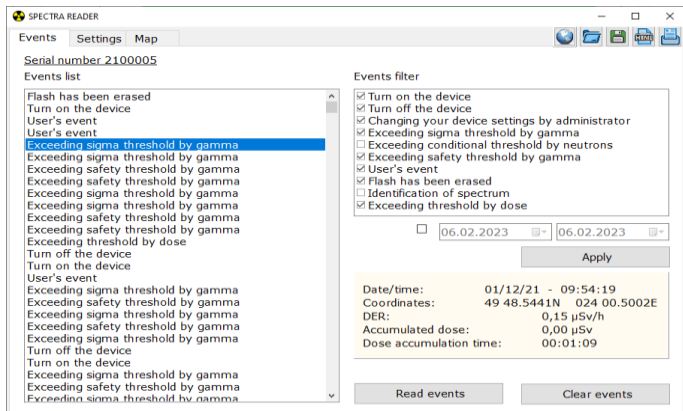 SPECTRA READER
Events Settings Map
Serial number 2100005
Events list
Flash has been erased
Turn on the device
User's event
User's event
Exceeding sigma threshold by gamma
Exceeding sigma threshold by gamma
Exceeding safety threshold by gamma
Exceeding safety threshold by gamma
Exceeding sigma threshold by gamma
Exceeding sigma threshold by gamma
Exceeding safety threshold by gamma
Exceeding safety threshold by gamma
Exceeding threshold by dose
Turn off the device
Turn on the device
User's event
Exceeding sigma threshold by gamma
Exceeding safety threshold by gamma
Exceeding sigma threshold by gamma
Exceeding safety threshold by gamma
Exceeding sigma threshold by gamma
Turn off the device
Turn on the device
Exceeding sigma threshold by gamma
Exceeding safety threshold by gamma
Exceeding sigma threshold by gamma
Events filter
Turn on the device
Turn off the device
Changing your device settings by administrator
Exceeding sigma threshold by gamma
Exceeding conditional threshold by neutrons
Exceeding safety threshold by gamma
User's event
Flash has been erased
Identification of spectrum
Exceeding threshold by dose
06.02.2023 06.02.2023
Apply
Date/time: 01/12/21 - 09:54:19
Coordinates: 49 48.5441N 024 00.5002E
DER: 0,15 µSv/h
Accumulated dose: 0,00 µSv
Dose accumulation time: 00:01:09
Read events Clear events